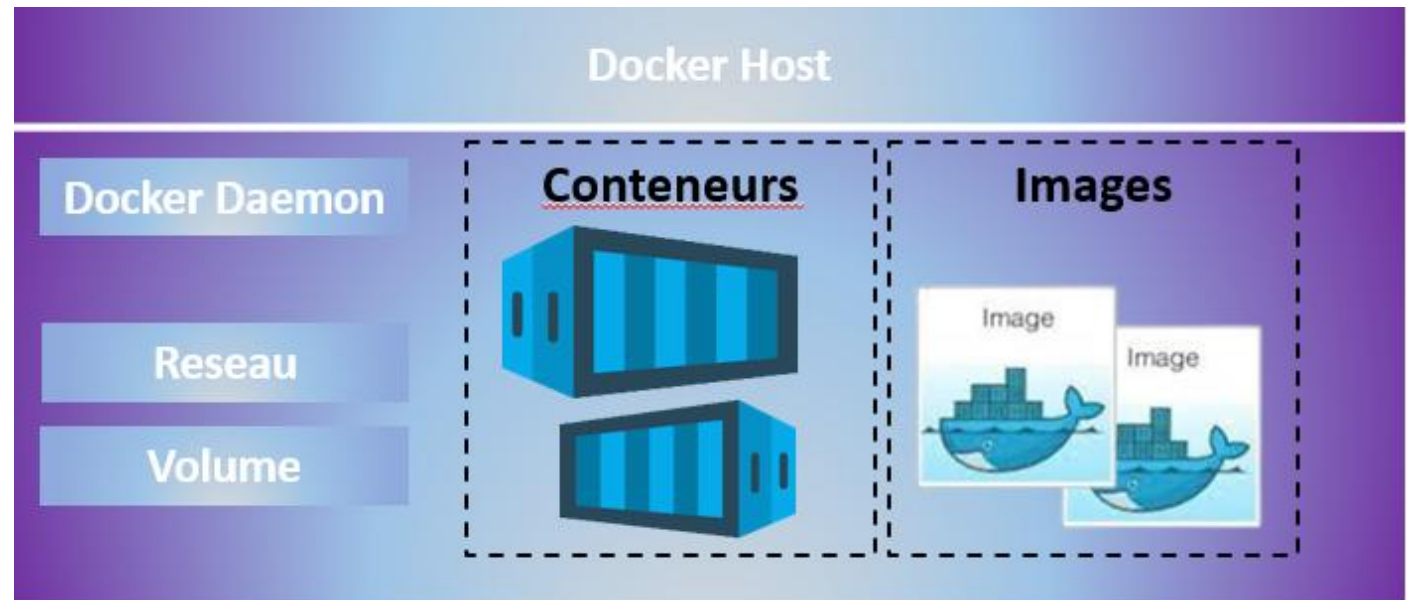 Docker Host
Docker Daemon
Reseau
Volume
Conteneurs
Images
Image
Image